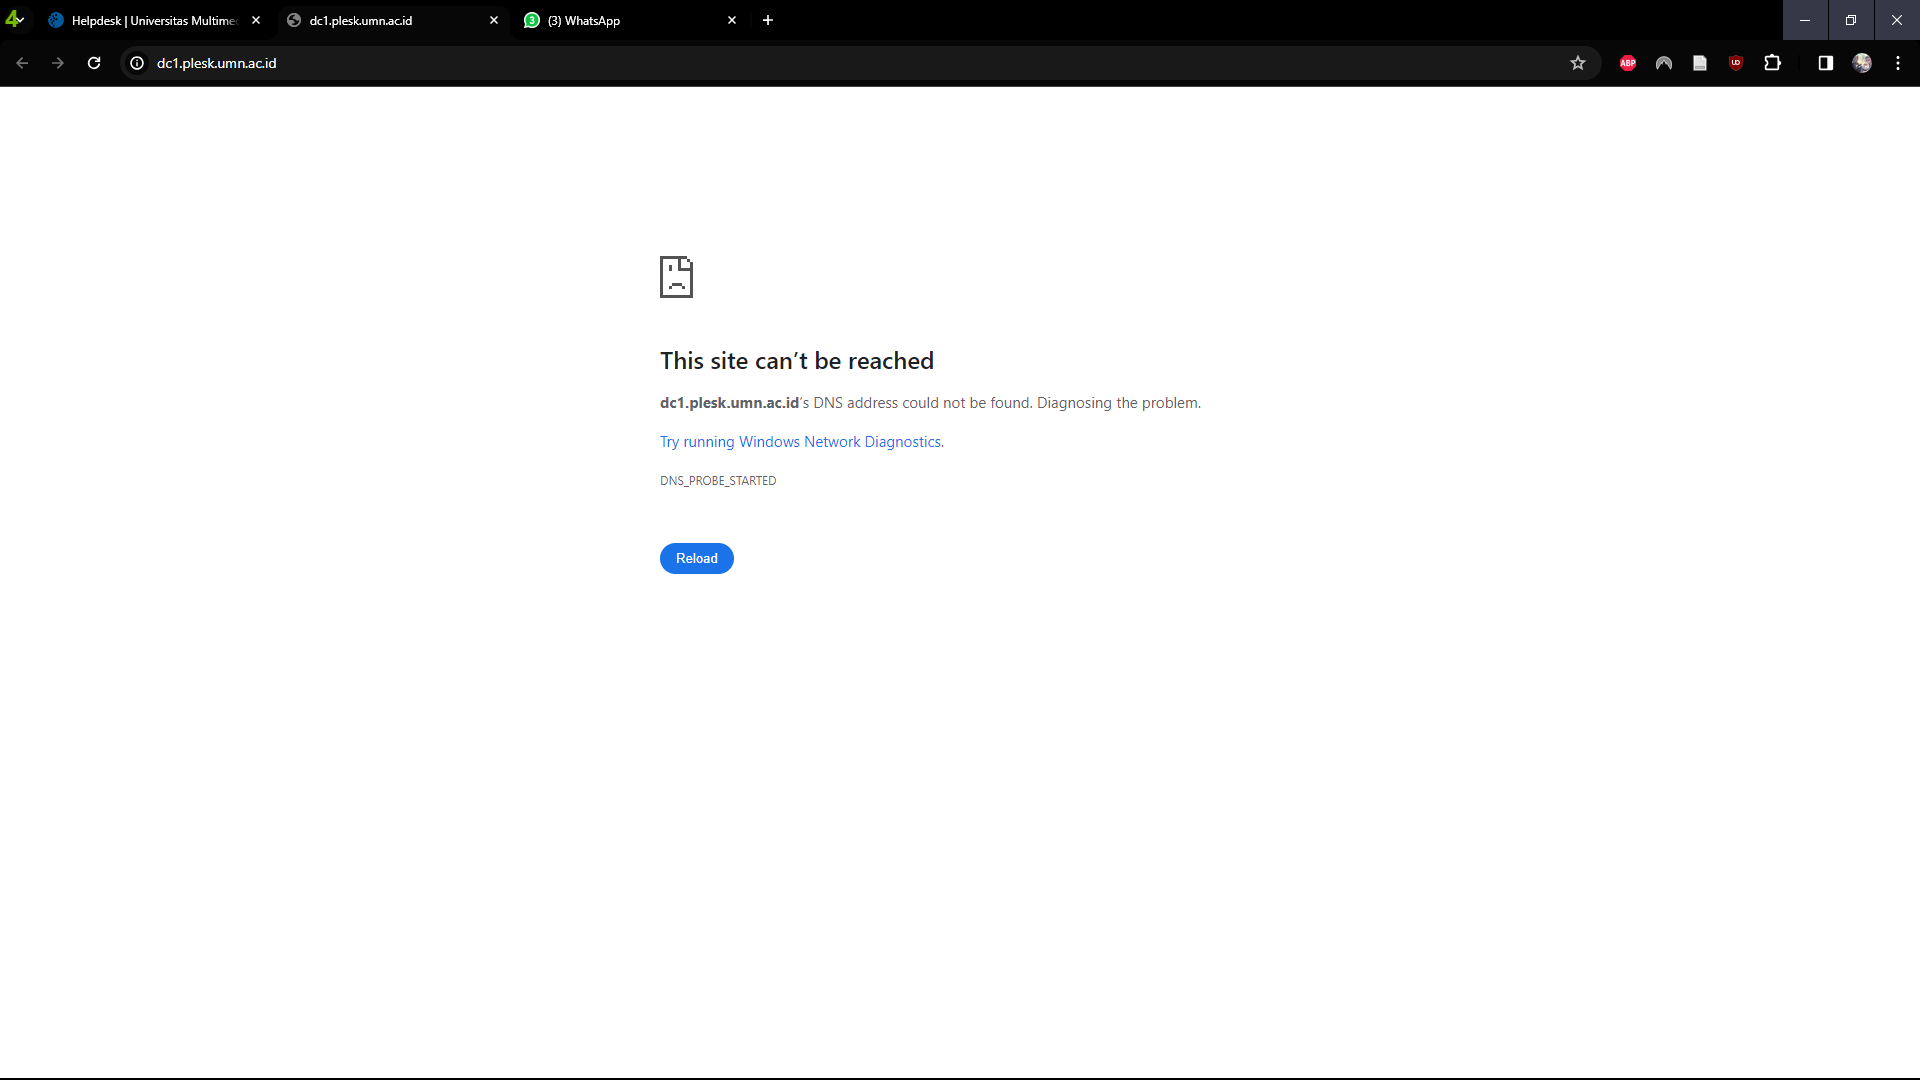 Helpdesk | Universitas Multimed
dc1.plesk.umn.ac.id
3
(3) WhatsApp
dc1.plesk.umn.ac.id
ABP
This site can’t be reached
dc1.plesk.umn.ac.id’s DNS address could not be found. Diagnosing the problem.
Try running Windows Network Diagnostics.
DNS_PROBE_STARTED
Reload